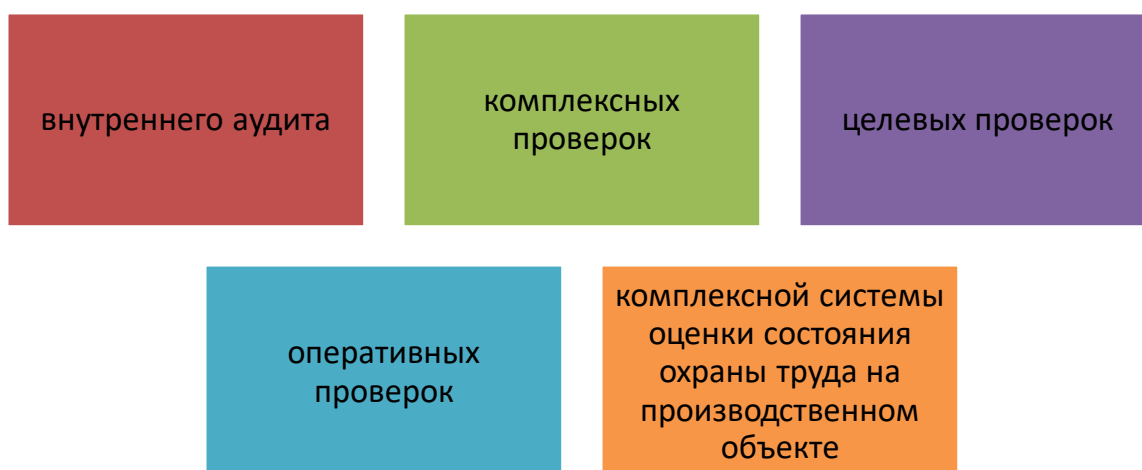 внутреннего аудита
комплексных
проверок
целевых проверок
оперативных
проверок
комплексной системы
оценки состояния
охраны труда на
производственном
объекте